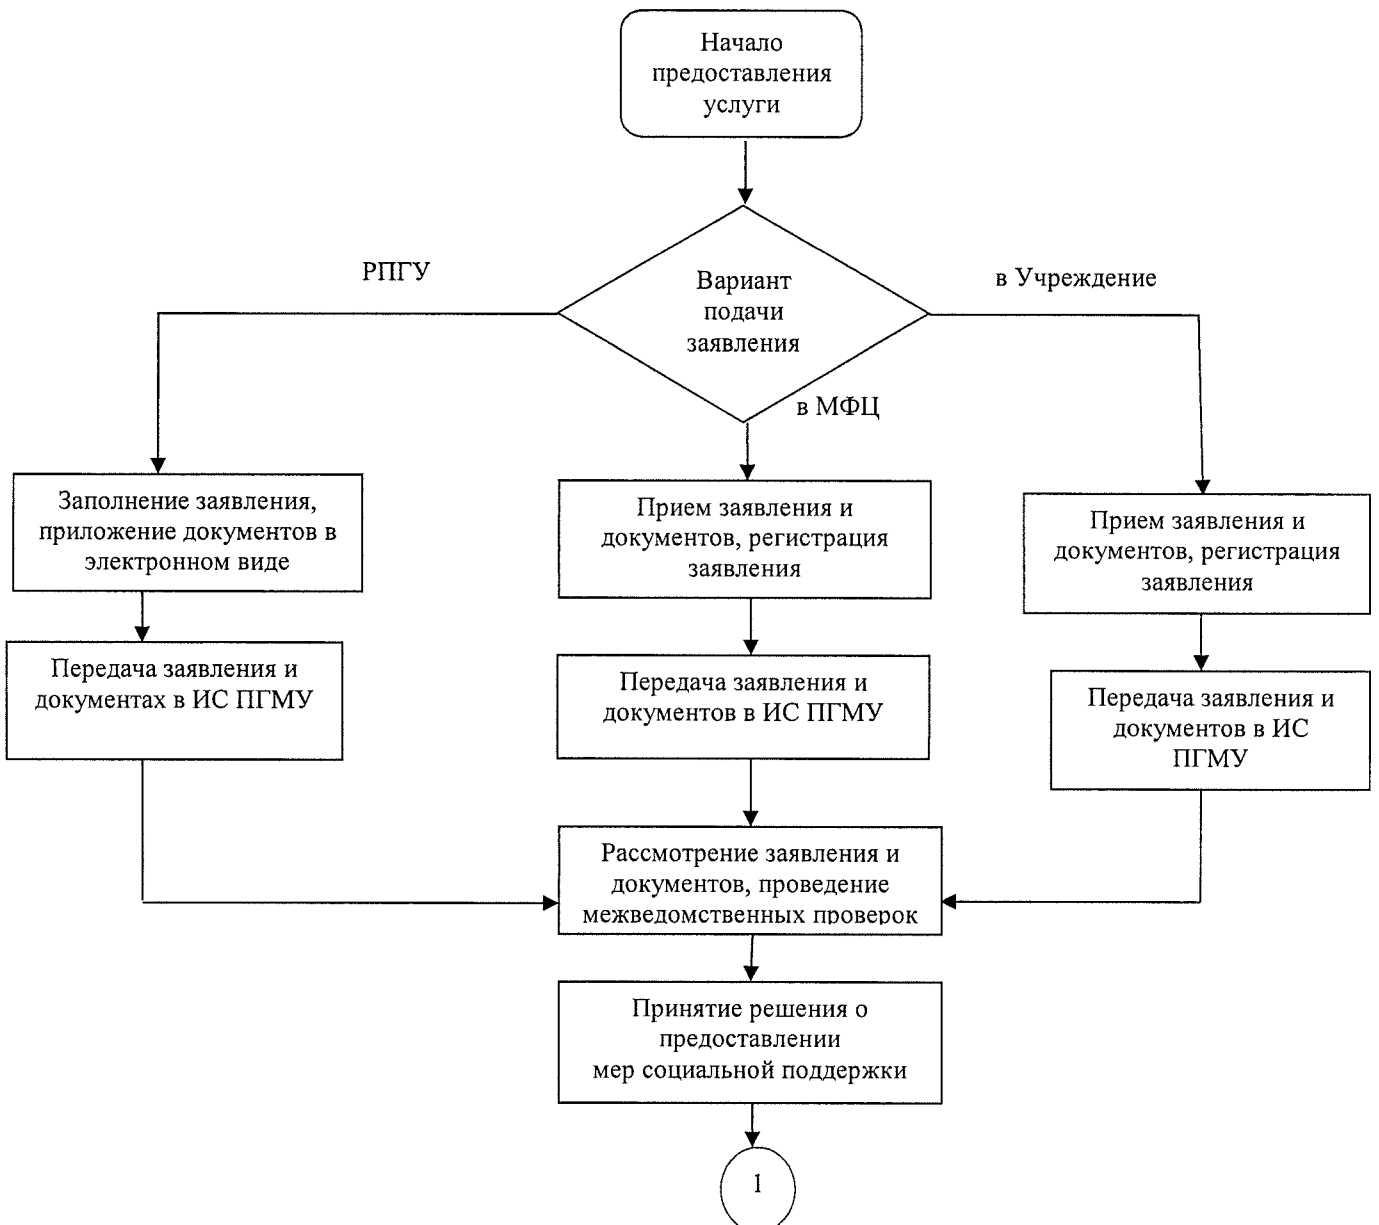 Начало
предоставления
услуги
РПГУ
Вариант
подачи
заявления
в Учреждение
в МФЦ
Заполнение заявления,
приложение документов в
электронном виде
Прием заявления и
документов, регистрация
заявления
Прием заявления и
документов, регистрация
заявления
Передача заявления и
документах в ИС ПГМУ
Передача заявления и
документов в ИС ПГМУ
Передача заявления и
документов в ИС
ПГМУ
Рассмотрение заявления и
документов, проведение
межведомственных проверок
Принятие решения о
предоставлении
мер социальной поддержки
1